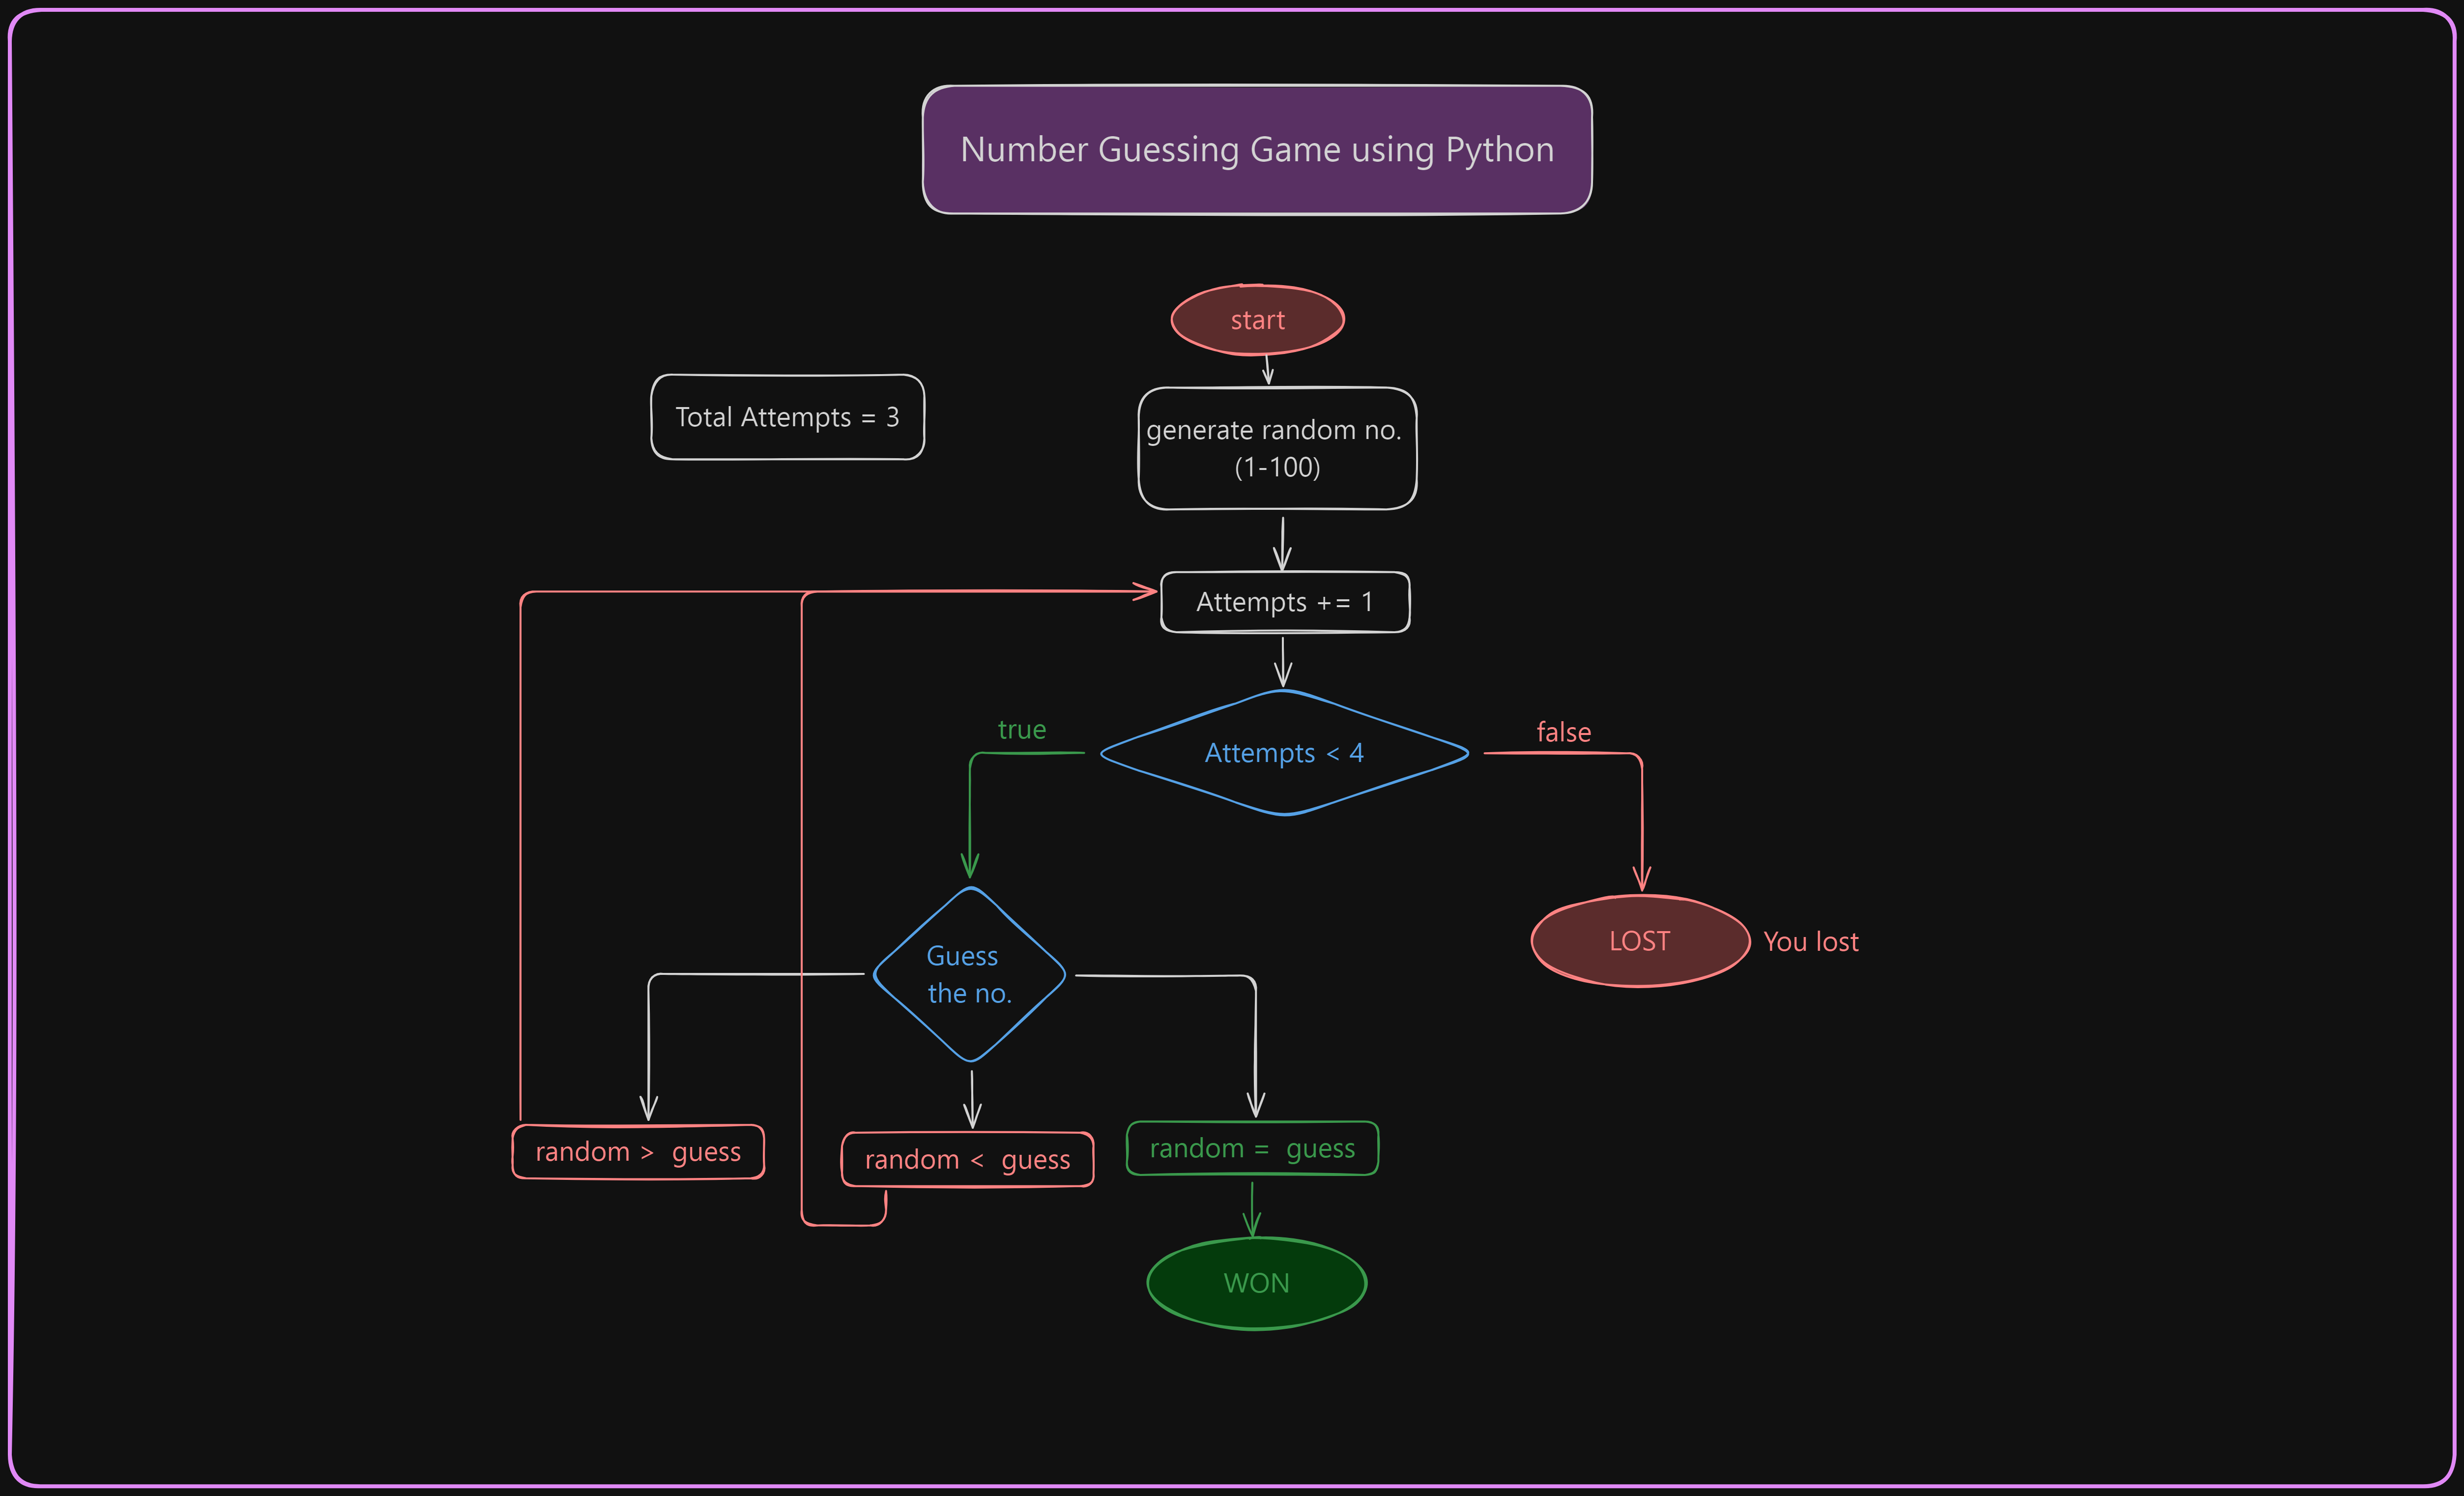 Number Guessing Game using Python
start
Total Attempts = 3
generate random no.
(1-100)
Attempts += 1
true
false
Attempts < 4
Guess
the no.
LOST
You lost
random >  guess
random <  guess
random =  guess
WON